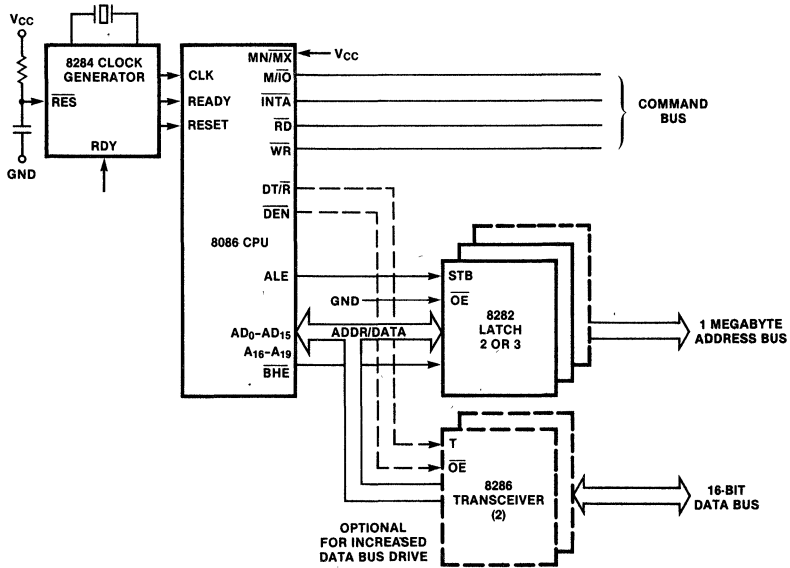 VCC
8284 CLOCK
GENERATOR
RES
RDY
GND
CLK
READY
RESET
8086 CPU
MN/MX
VCC
M/IO
INTA
RD
WR
COMMAND
BUS
DT/R
DEN
ALE
AD0–AD15
A16–A19
BHE
GND
ADDR/DATA
STB
OE
8282
LATCH
2 OR 3
1 MEGABYTE
ADDRESS BUS
T
OE
8286
TRANSCEIVER
(2)
16-BIT
DATA BUS
OPTIONAL
FOR INCREASED
DATA BUS DRIVE